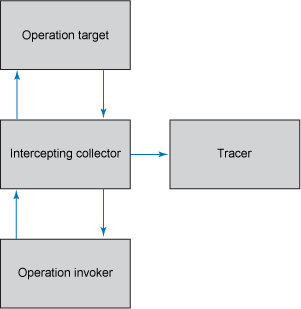 Operation target
Intercepting collector
Tracer
Operation invoker